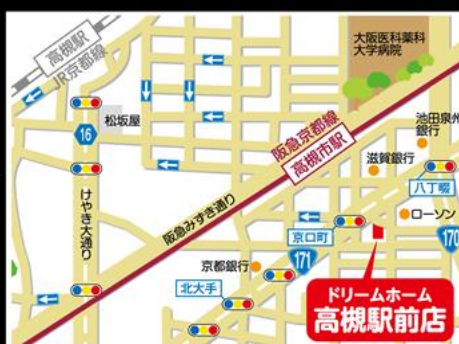 高槻駅
JR京都線
大阪医科薬科
大学病院
松坂屋
16
阪急京都線
高槻市駅
池田泉州
銀行
滋賀銀行
八丁畷
けやき大通り
阪急みずき通り
ローソン
京口町
170
京都銀行
171
北大手
ドリームホーム
高槻駅前店